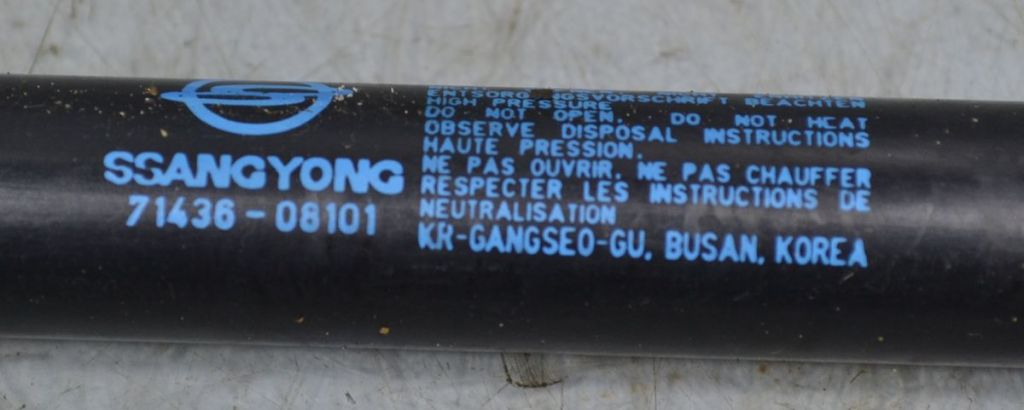 ENTSORG
HIGH PRESSURE
DO NOT OPEN. DO NOT HEAT
OBSERVE DISPOSAL INSTRUCTIONS
HAUTE PRESSION.
NE PAS OUVRIR. NE PAS CHAUFFER
RESPECTER LES INSTRUCTIONS DE
NEUTRALISATION
KR-GANGSEO-GU. BUSAN. KOREA
SSANGYONG
71436-08101